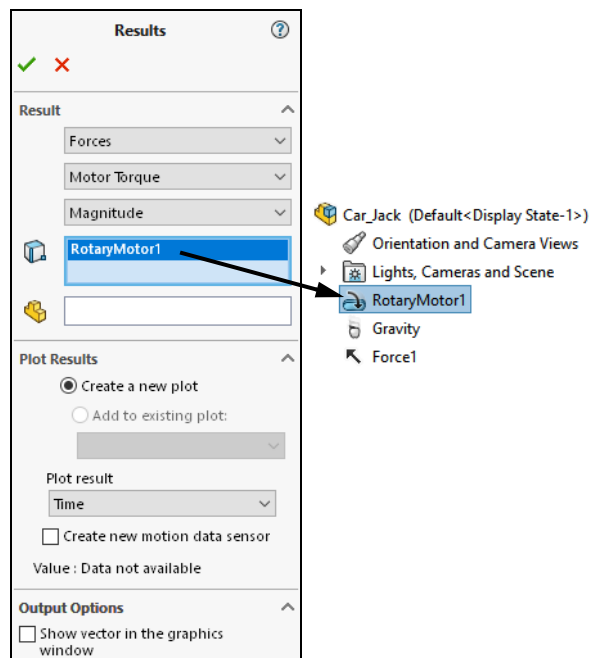 Results
?
Result
Forces
Motor Torque
Magnitude
RotaryMotor1
Plot Results
Create a new plot
Add to existing plot:
Plot result
Time
Create new motion data sensor
Value : Data not available
Output Options
Show vector in the graphics
window
Car_Jack (Default<Display State-1>)
Orientation and Camera Views
Lights, Cameras and Scene
RotaryMotor1
Gravity
Force1